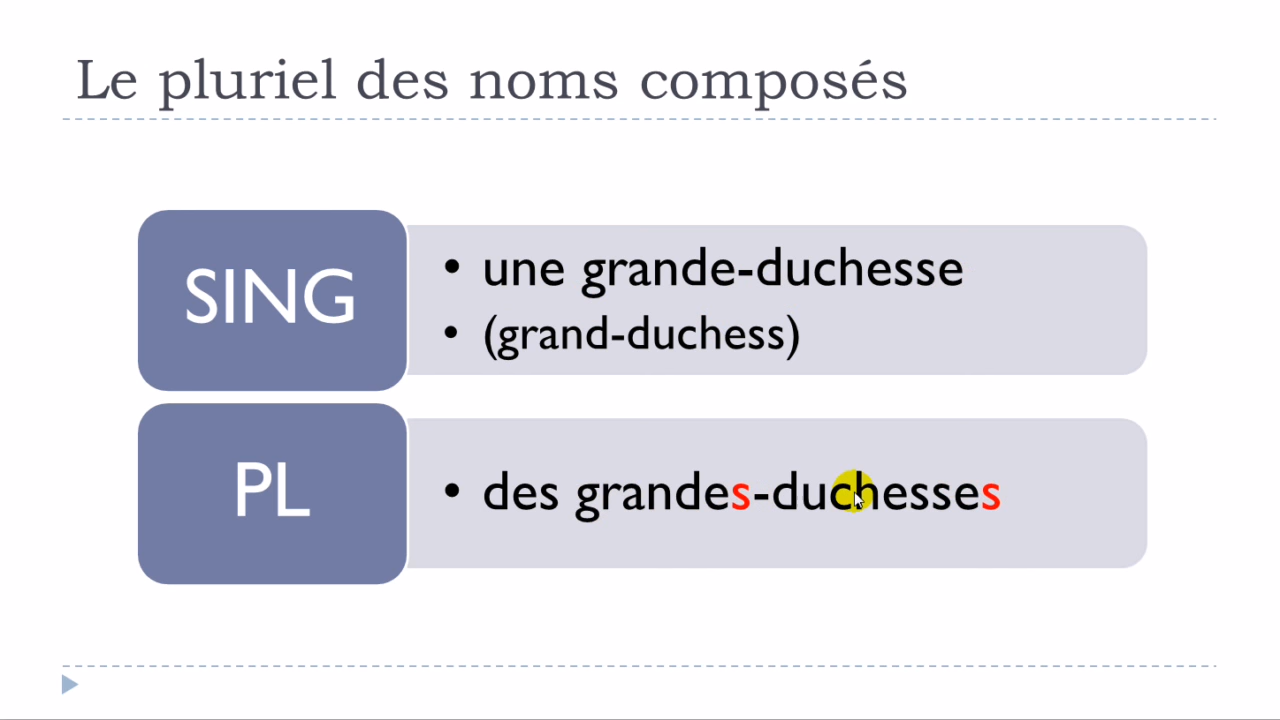 Le pluriel des noms composés
SING
• une grande-duchesse
• (grand-duchess)
PL
• des grandes-duchesses